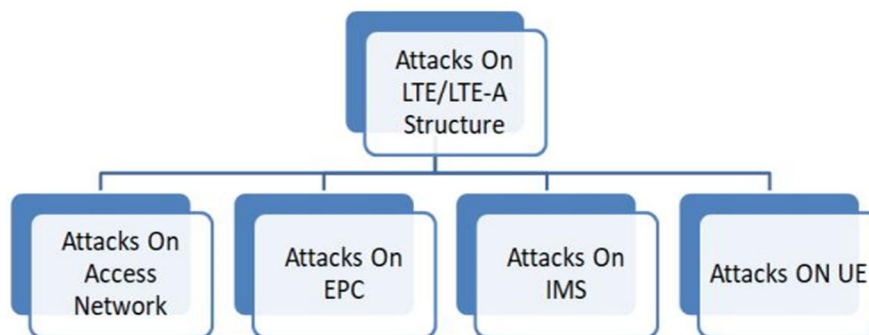 Attacks On
LTE/LTE-A
Structure
Attacks On
Access
Network
Attacks On
EPC
Attacks On
IMS
Attacks ON UE